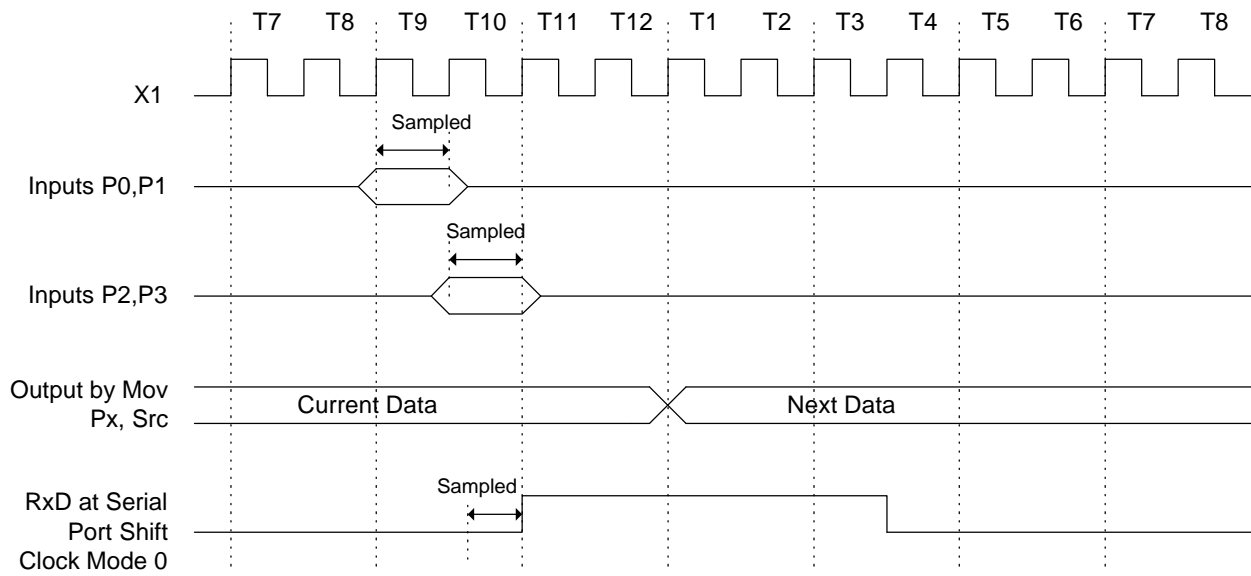 T7 T8 T9 T10 T11 T12 T1 T2 T3 T4 T5 T6 T7 T8
X1
Sampled
Inputs P0,P1
Sampled
Inputs P2,P3
Output by Mov
Px, Src
Current Data
Next Data
Sampled
RxD at Serial
Port Shift
Clock Mode 0